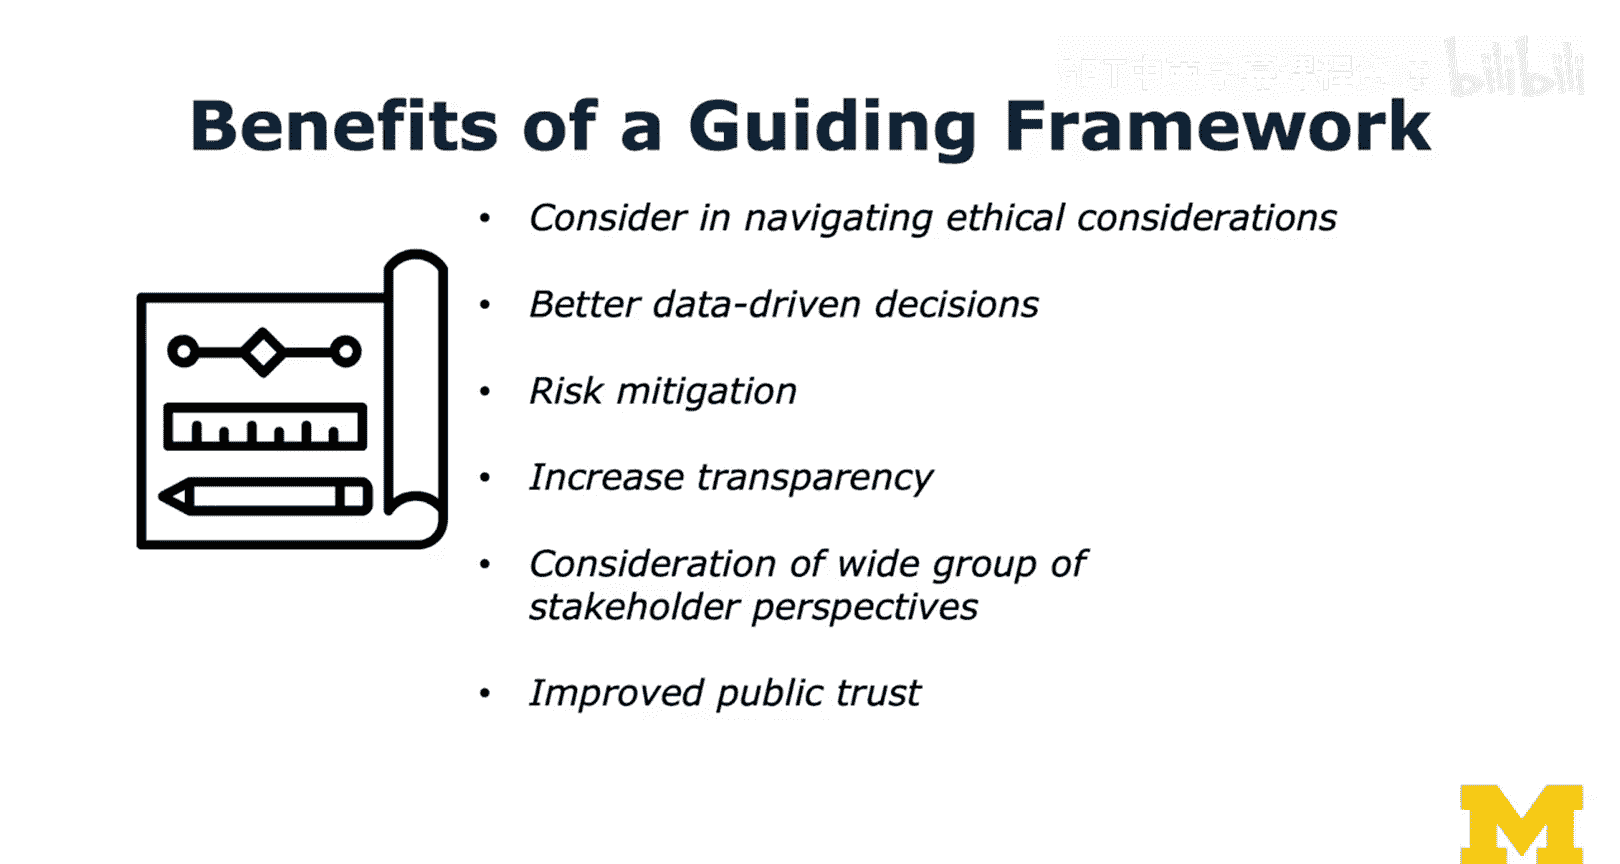 bilibili
Benefits of a Guiding Framework
• Consider in navigating ethical considerations
• Better data-driven decisions
• Risk mitigation
• Increase transparency
• Consideration of wide group of
stakeholder perspectives
• Improved public trust
M